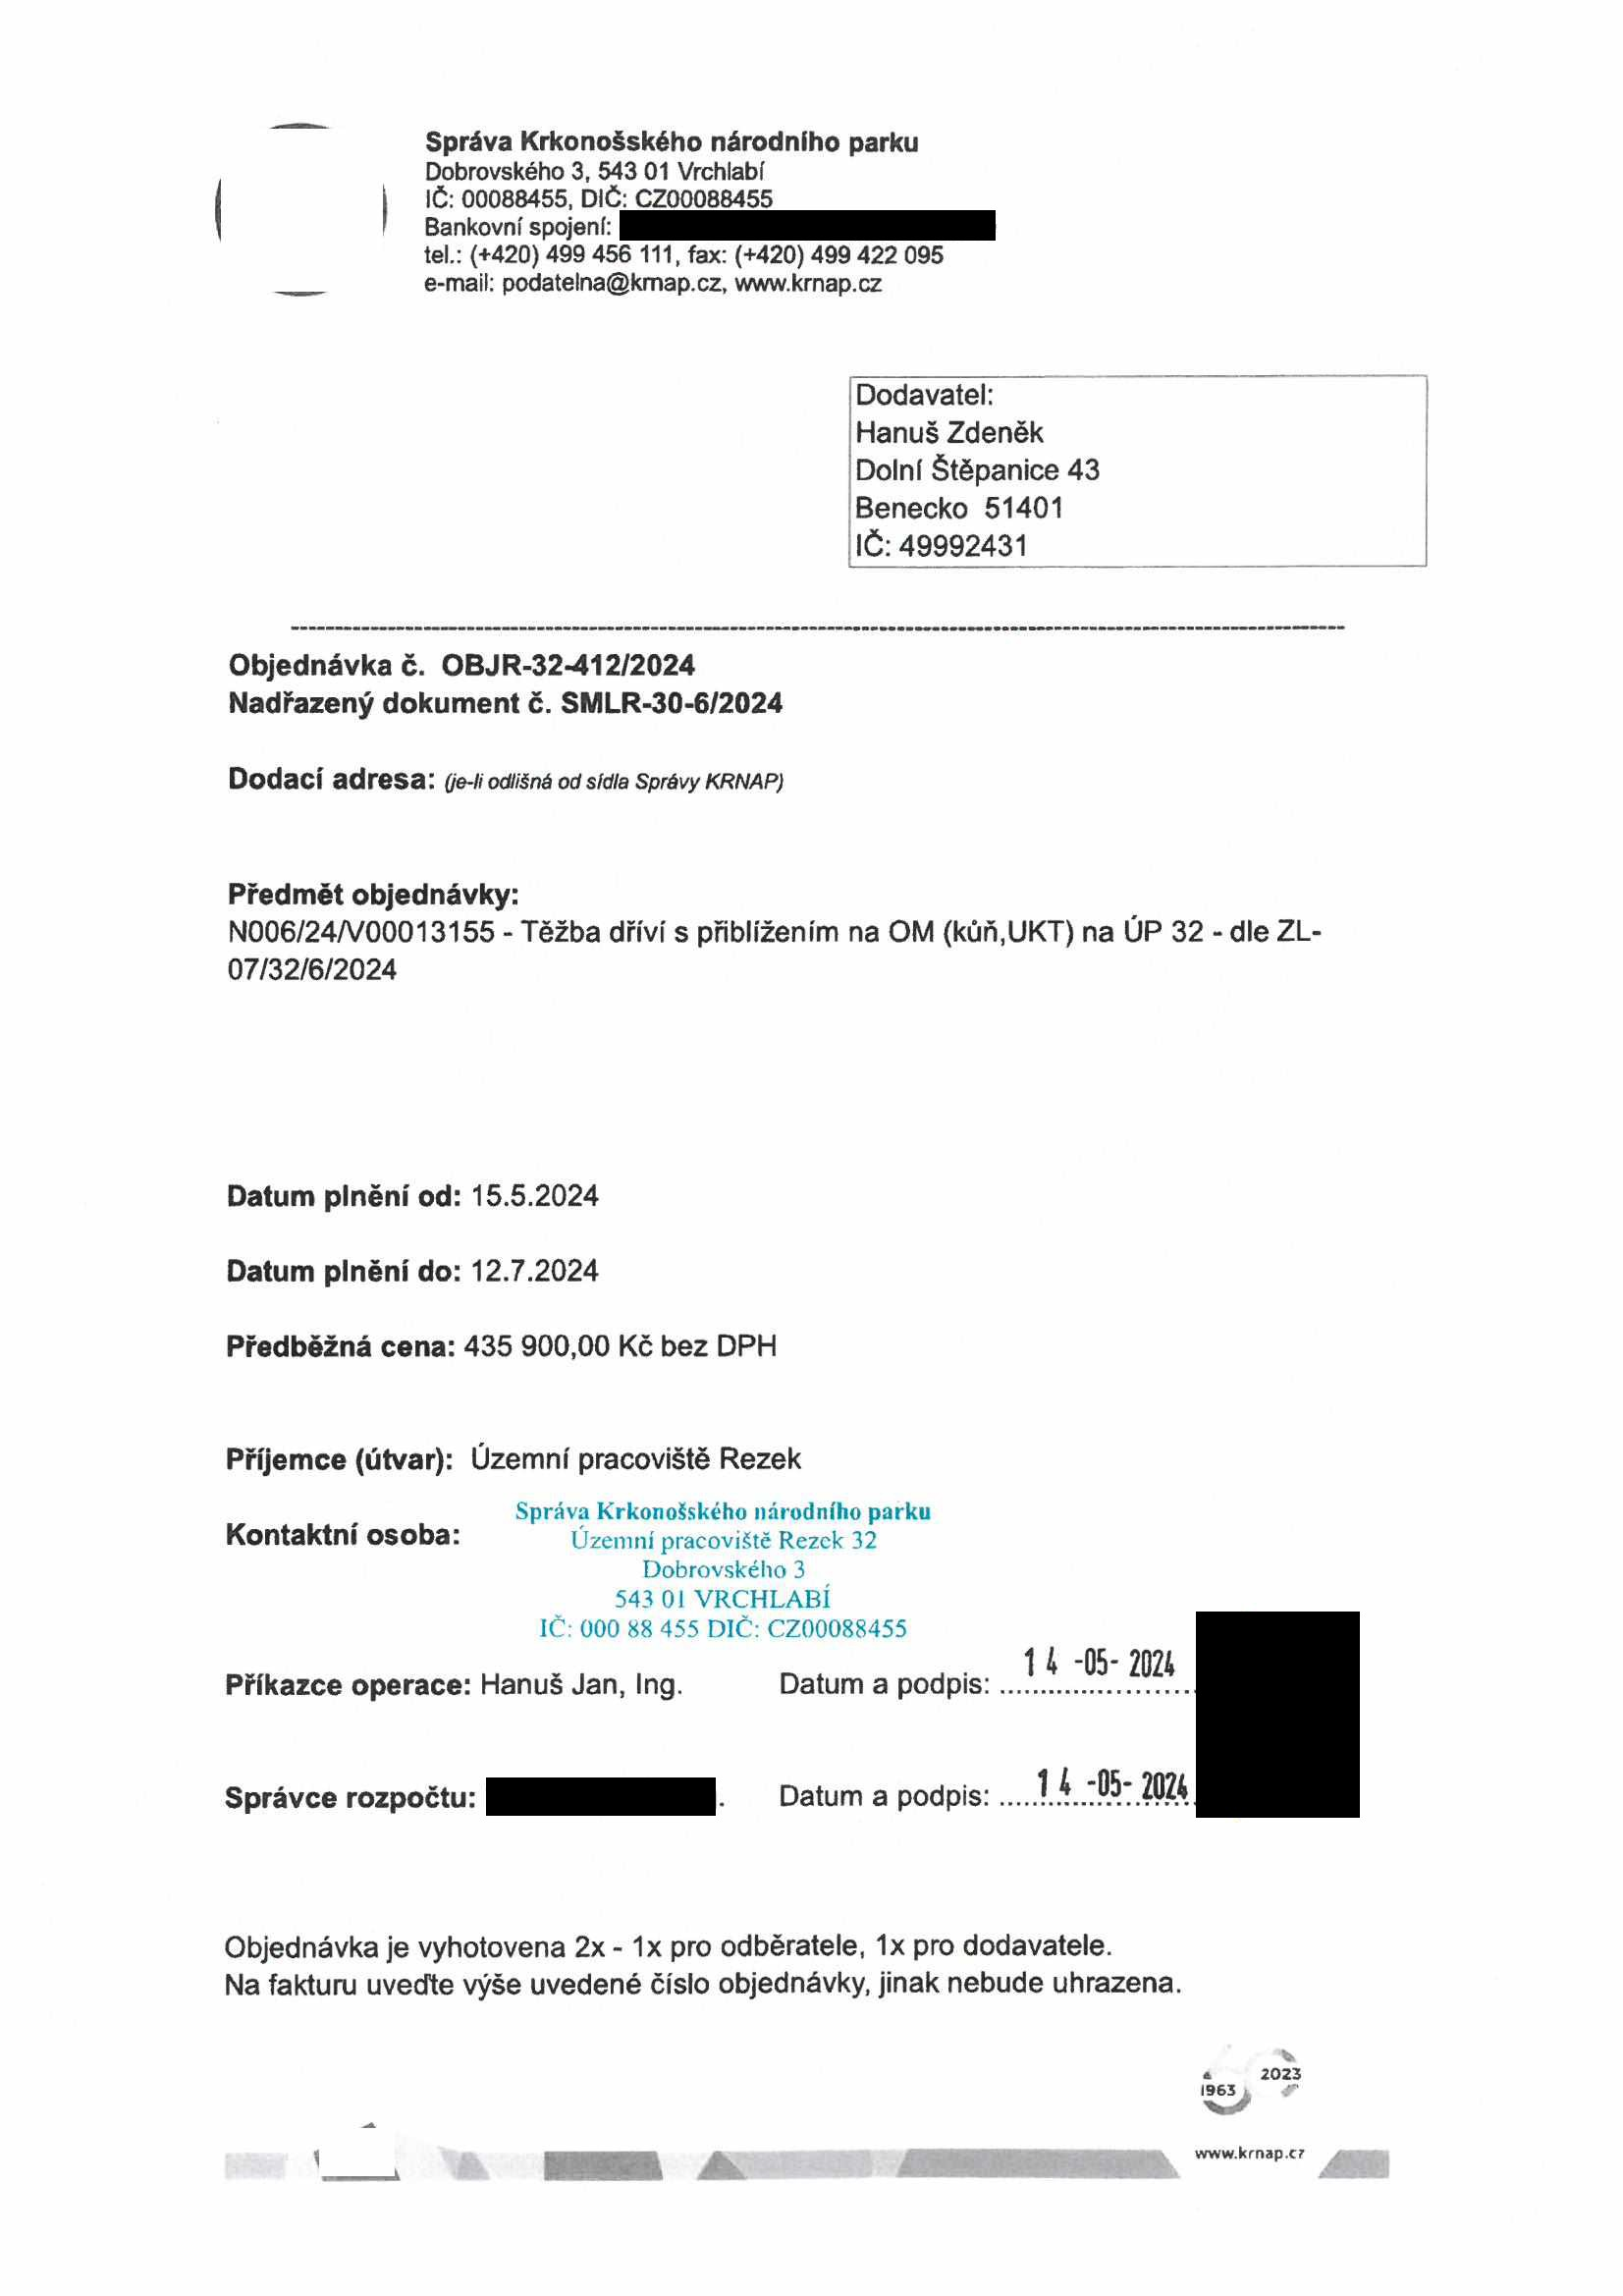 Správa Krkonošského národního parku
Dobrovského 3, 543 01 Vrchlabí
IČ: 00088455, DIČ: CZ00088455
Bankovní spojení:
tel.: (+420) 499 456 111, fax: (+420) 499 422 095
e-mail: podatelna@krnap.cz, www.krnap.cz
Dodavatel:
Hanuš Zdeněk
Dolní Štěpanice 43
Benecko 51401
IČ: 49992431
Objednávka č. OBJR-32-412/2024
Nadřazený dokument č. SMLR-30-6/2024
Dodací adresa: (je-li odlišná od sídla Správy KRNAP)
Předmět objednávky:
N006/24/V00013155 - Těžba dříví s přiblížením na OM (kůň,UKT) na ÚP 32 - dle ZL-
07/32/6/2024
Datum plnění od: 15.5.2024
Datum plnění do: 12.7.2024
Předběžná cena: 435 900,00 Kč bez DPH
Příjemce (útvar): Územní pracoviště Rezek
Kontaktní osoba:
Správa Krkonošského národního parku
Územní pracoviště Rezek 32
Dobrovského 3
543 01 VRCHLABÍ
IČ: 000 88 455 DIČ: CZ00088455
Příkazce operace: Hanuš Jan, Ing. Datum a podpis: 14 -05- 2024
Správce rozpočtu: . Datum a podpis: 14 -05- 2024
Objednávka je vyhotovena 2x - 1x pro odběratele, 1x pro dodavatele.
Na fakturu uveďte výše uvedené číslo objednávky, jinak nebude uhrazena.
1963 2023
www.krnap.cz